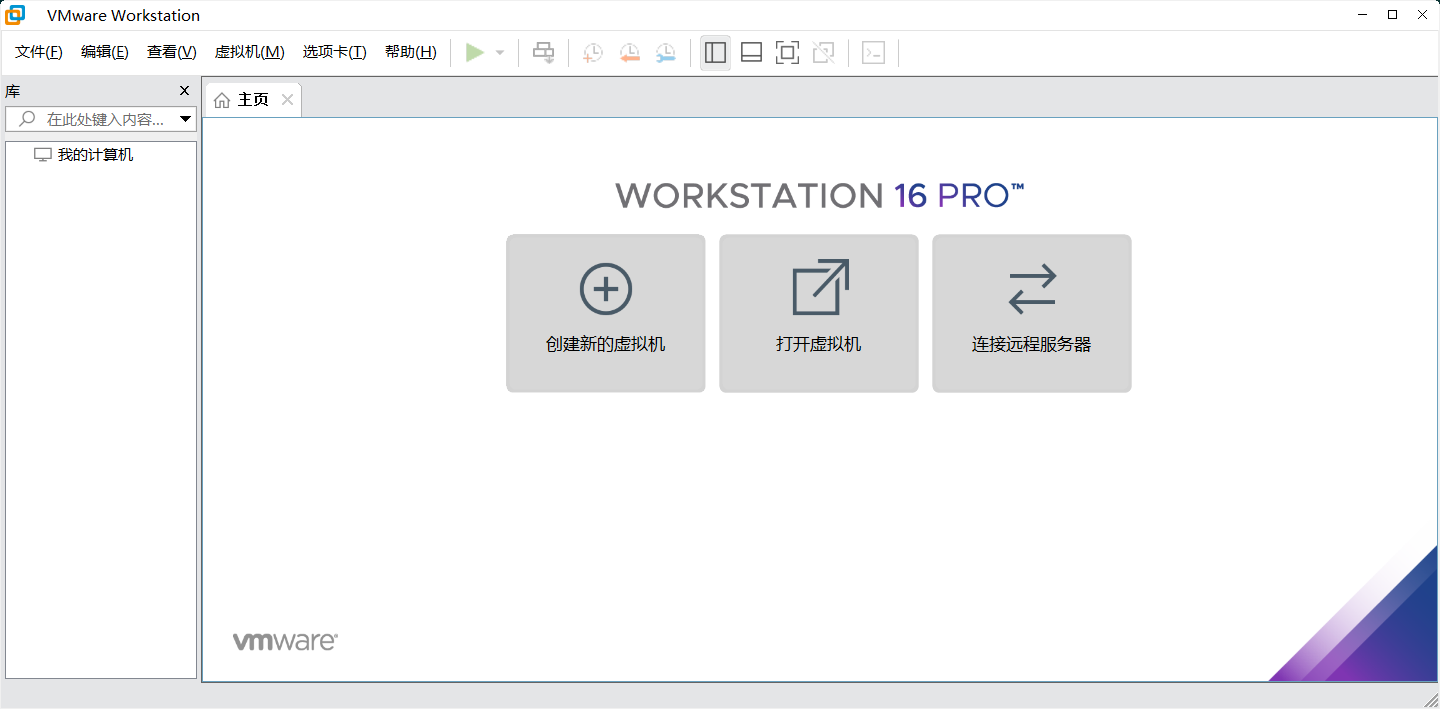 VMware Workstation
文件(F) 编辑(E) 查看(V) 虚拟机(M) 选项卡(T) 帮助(H)
库
主页
在此处键入内容...
我的计算机
WORKSTATION 16 PRO™
创建新的虚拟机
打开虚拟机
连接远程服务器
vmware®